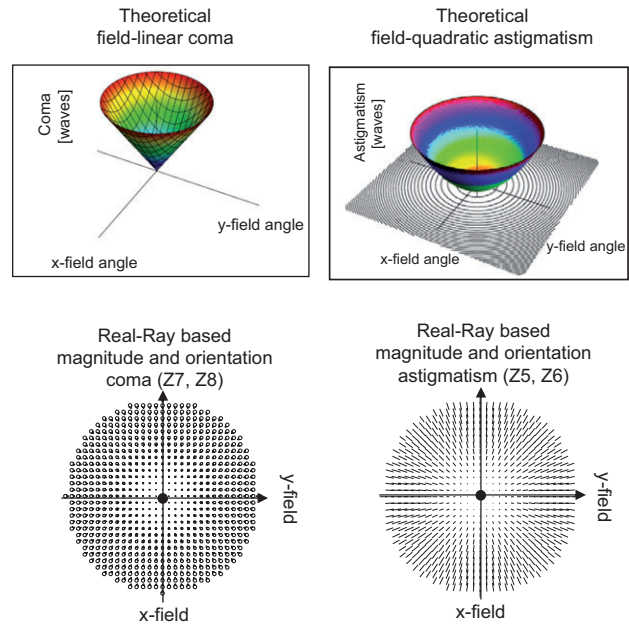 Theoretical
field-linear coma
Theoretical
field-quadratic astigmatism
Coma
[waves]
y-field angle
x-field angle
Astigmatism
[waves]
x-field angle
y-field angle
Real-Ray based
magnitude and orientation
coma (Z7, Z8)
y-field
x-field
Real-Ray based
magnitude and orientation
astigmatism (Z5, Z6)
y-field
x-field